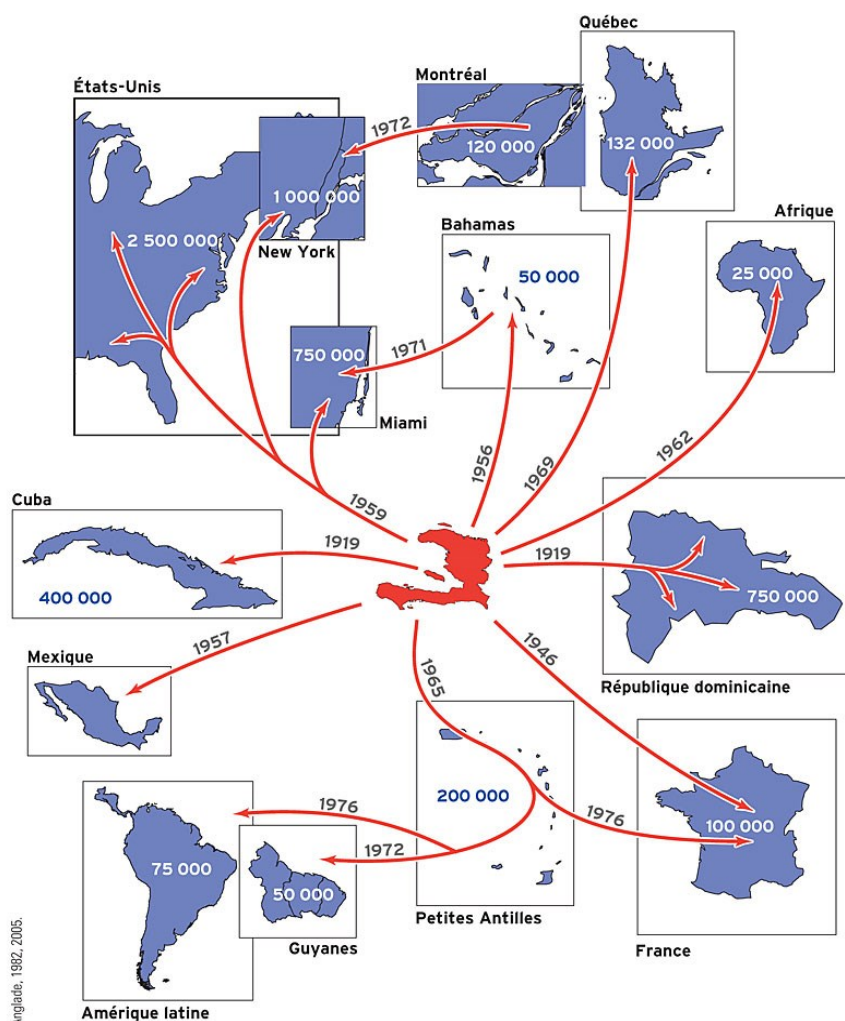 Québec
Montréal
États-Unis
1972
120 000
132 000
1 000 000
2 500 000
New York
Bahamas
50 000
Afrique
25 000
750 000
1971
Miami
1956
1969
1962
1959
Cuba
1919
400 000
1919
750 000
République dominicaine
1957
Mexique
1965
1946
200 000
1976
100 000
1976
1972
75 000
50 000
Petites Antilles
Guyanes
France
Amérique latine
nglade, 1982, 2005.